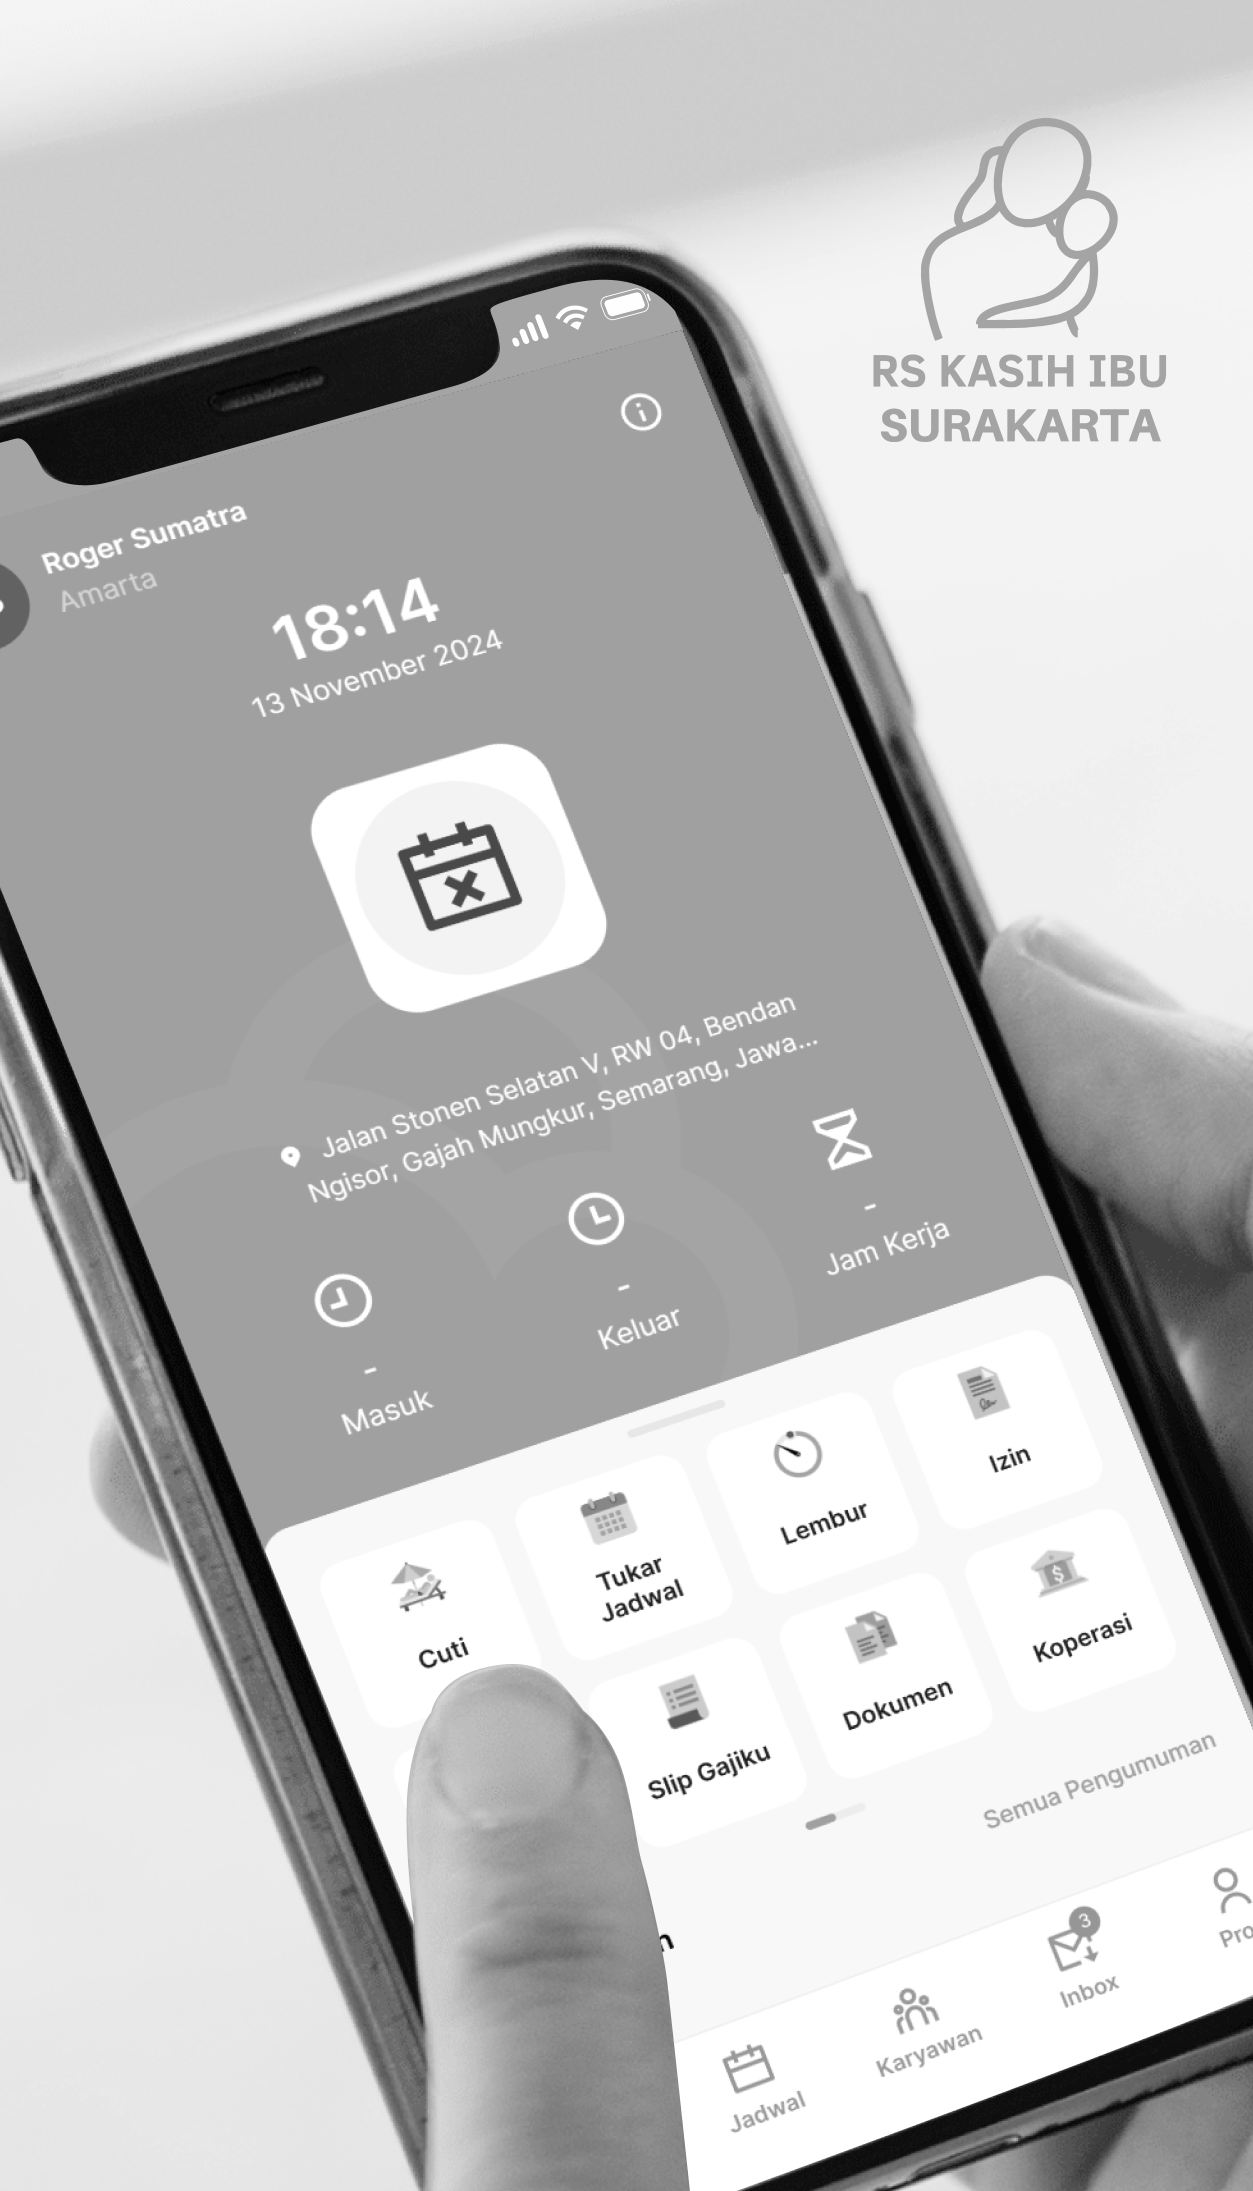 RS KASIH IBU
SURAKARTA
Roger Sumatra
Amarta
18:14
13 November 2024
Jalan Stonen Selatan V, RW 04, Bendan
Ngisor, Gajah Mungkur, Semarang, Jawa...
-
Masuk
-
Keluar
-
Jam Kerja
Cuti
Tukar
Jadwal
Lembur
Izin
Slip Gajiku
Dokumen
Koperasi
Semua Pengumuman
Jadwal
Karyawan
3
Inbox